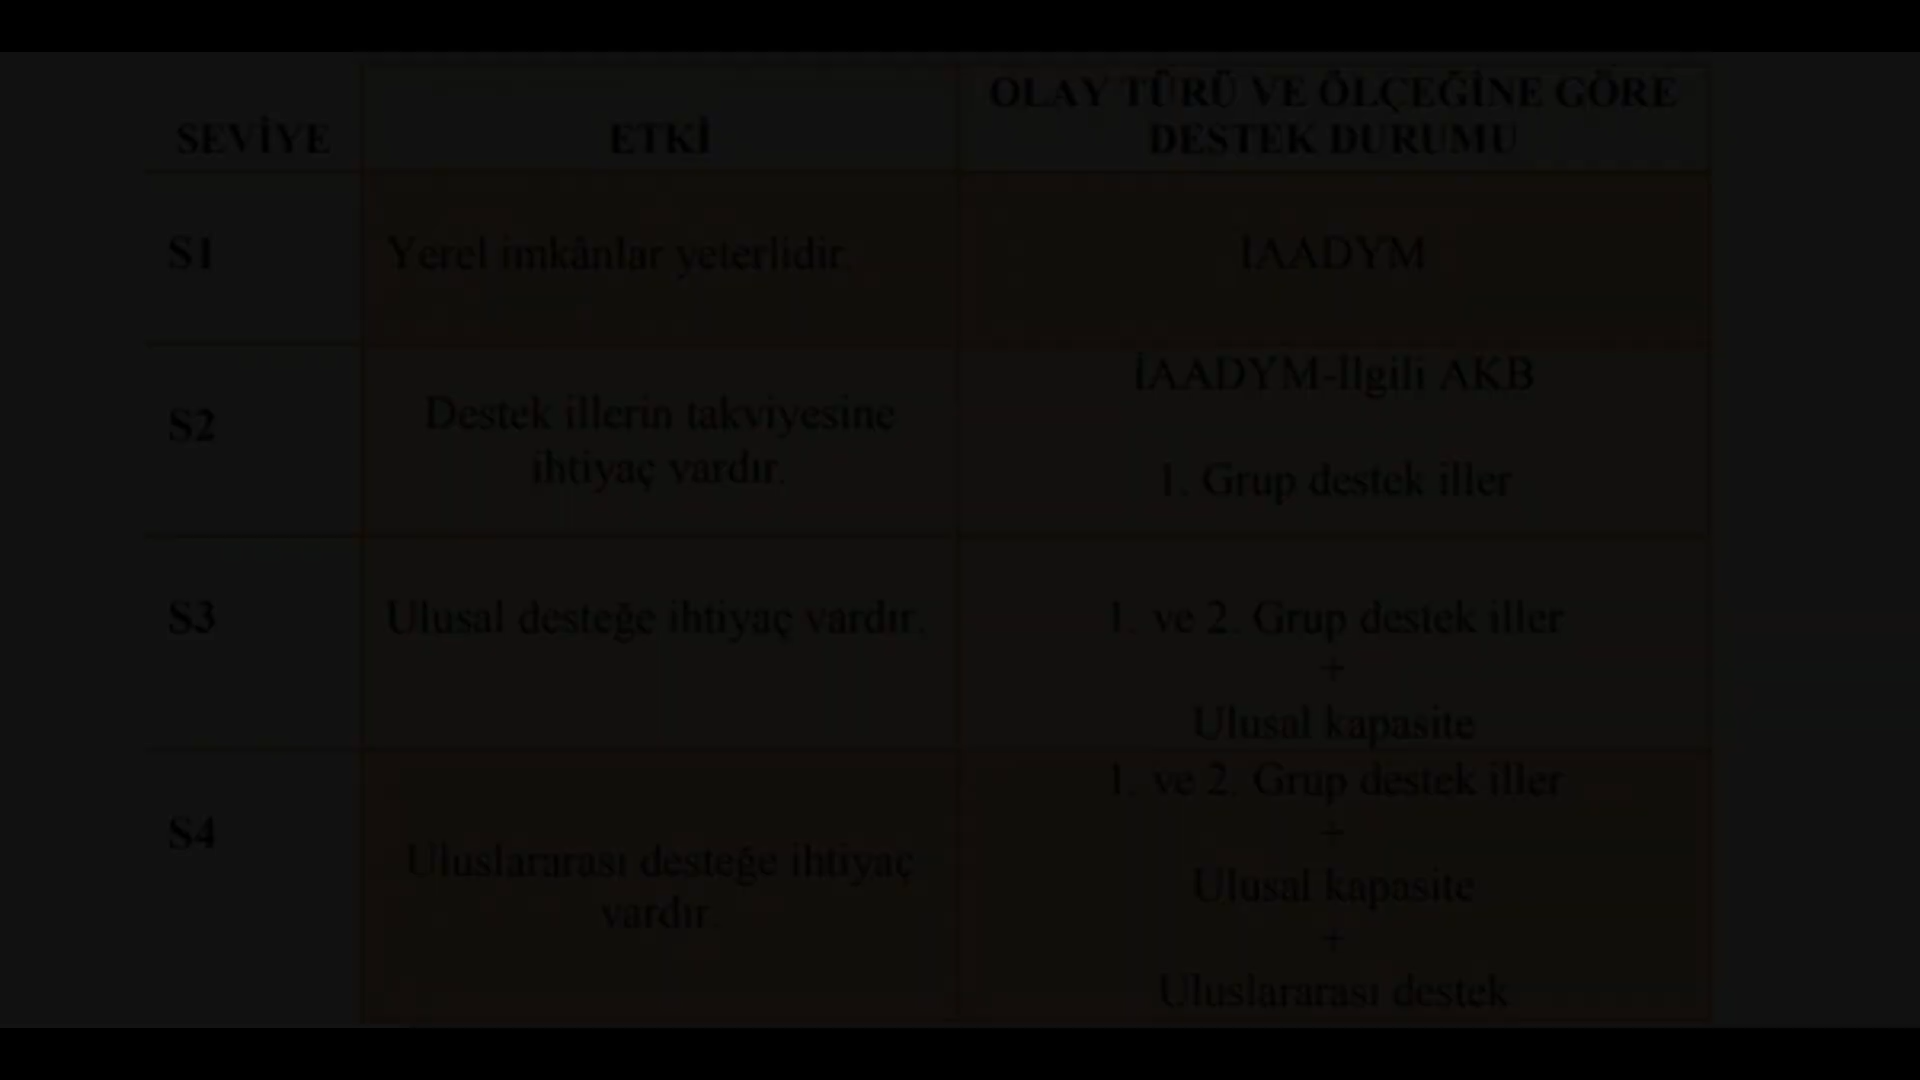 SEVİYE
ETKİ
OLAY TÜRÜ VE ÖLÇEĞİNE GÖRE
DESTEK DURUMU
S1
Yerel imkânlar yeterlidir.
İAADYM
S2
Destek illerin takviyesine
ihtiyaç vardır.
İAADYM-İlgili AKB
1. Grup destek iller
S3
Ulusal desteğe ihtiyaç vardır.
1. ve 2. Grup destek iller
+
Ulusal kapasite
S4
Uluslararası desteğe ihtiyaç
vardır.
1. ve 2. Grup destek iller
+
Ulusal kapasite
+
Uluslararası destek